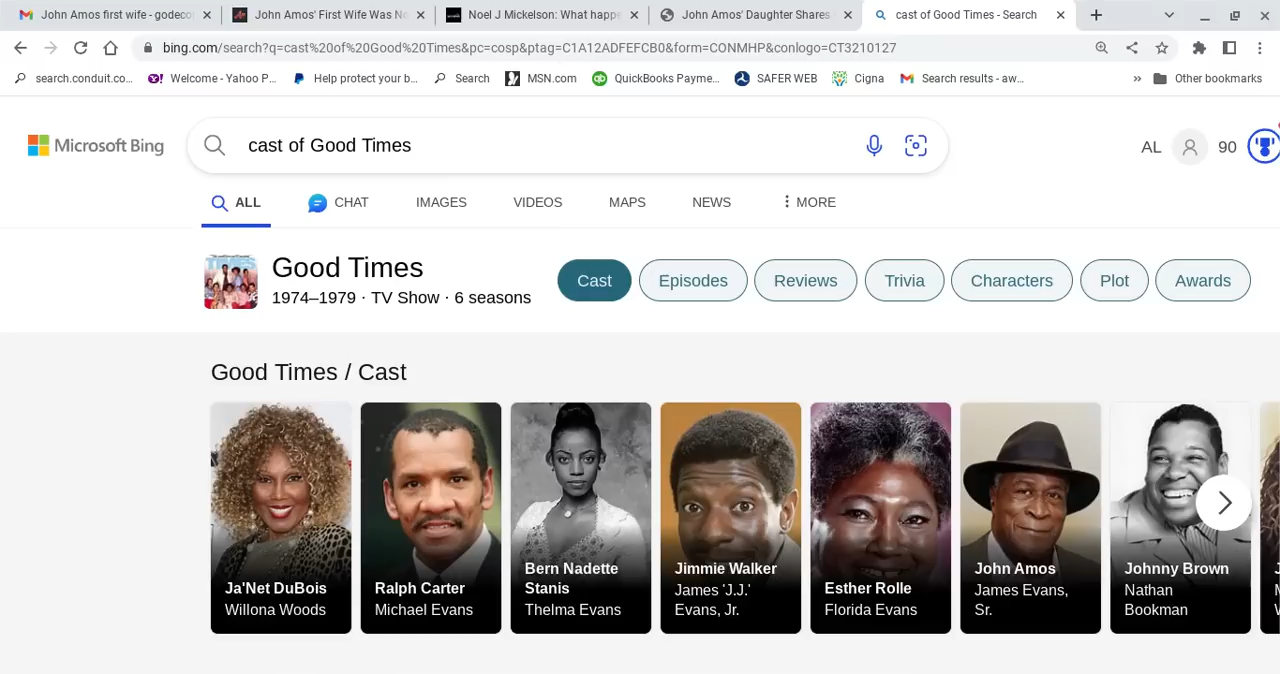 John Amos first wife - godeco
John Amos' First Wife Was No
Noel J Mickelson: What happe
John Amos' Daughter Shares
cast of Good Times - Search
bing.com/search?q=cast%20of%20Good%20Times&pc=cosp&ptag=C1A12ADFEFCB0&form=CONMHP&conlogo=CT3210127
search.conduit.co...
Welcome - Yahoo P...
Help protect your b...
Search
MSN.com
QuickBooks Payme...
SAFER WEB
Cigna
Search results - aw...
»
Other bookmarks
Microsoft Bing
cast of Good Times
AL
90
ALL
CHAT
IMAGES
VIDEOS
MAPS
NEWS
MORE
TIMES
Good Times
1974–1979 · TV Show · 6 seasons
Cast
Episodes
Reviews
Trivia
Characters
Plot
Awards
Good Times / Cast
Ja'Net DuBois
Willona Woods
Ralph Carter
Michael Evans
Bern Nadette
Stanis
Thelma Evans
Jimmie Walker
James 'J.J.'
Evans, Jr.
Esther Rolle
Florida Evans
John Amos
James Evans,
Sr.
Johnny Brown
Nathan
Bookman